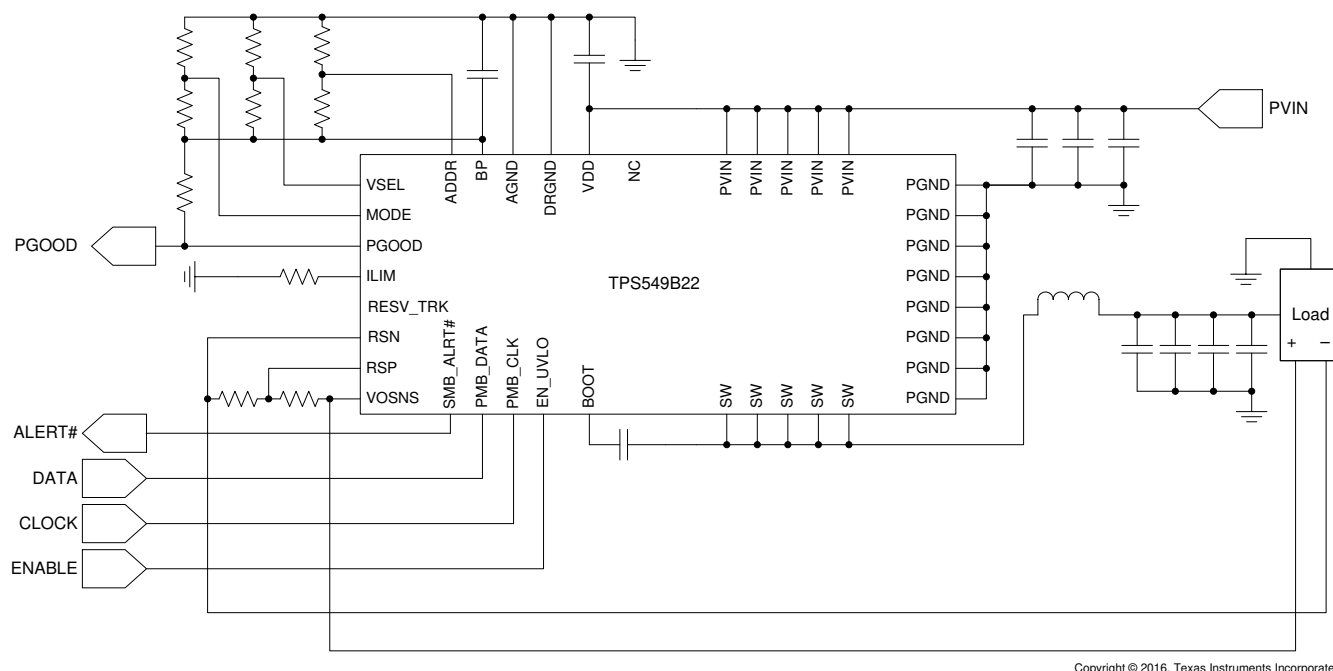 PVIN
ADDR
BP
AGND
DRGND
VDD
NC
PVIN
PVIN
PVIN
PVIN
PVIN
VSEL
MODE
PGOOD
PGOOD
ILIM
RESV_TRK
RSN
RSP
VOSNS
TPS549B22
PGND
PGND
PGND
PGND
PGND
PGND
PGND
PGND
Load
+ −
SMB_ALRT#
PMB_DATA
PMB_CLK
EN_UVLO
BOOT
SW
SW
SW
SW
SW
ALERT#
DATA
CLOCK
ENABLE
Copyright © 2016, Texas Instruments Incorporate